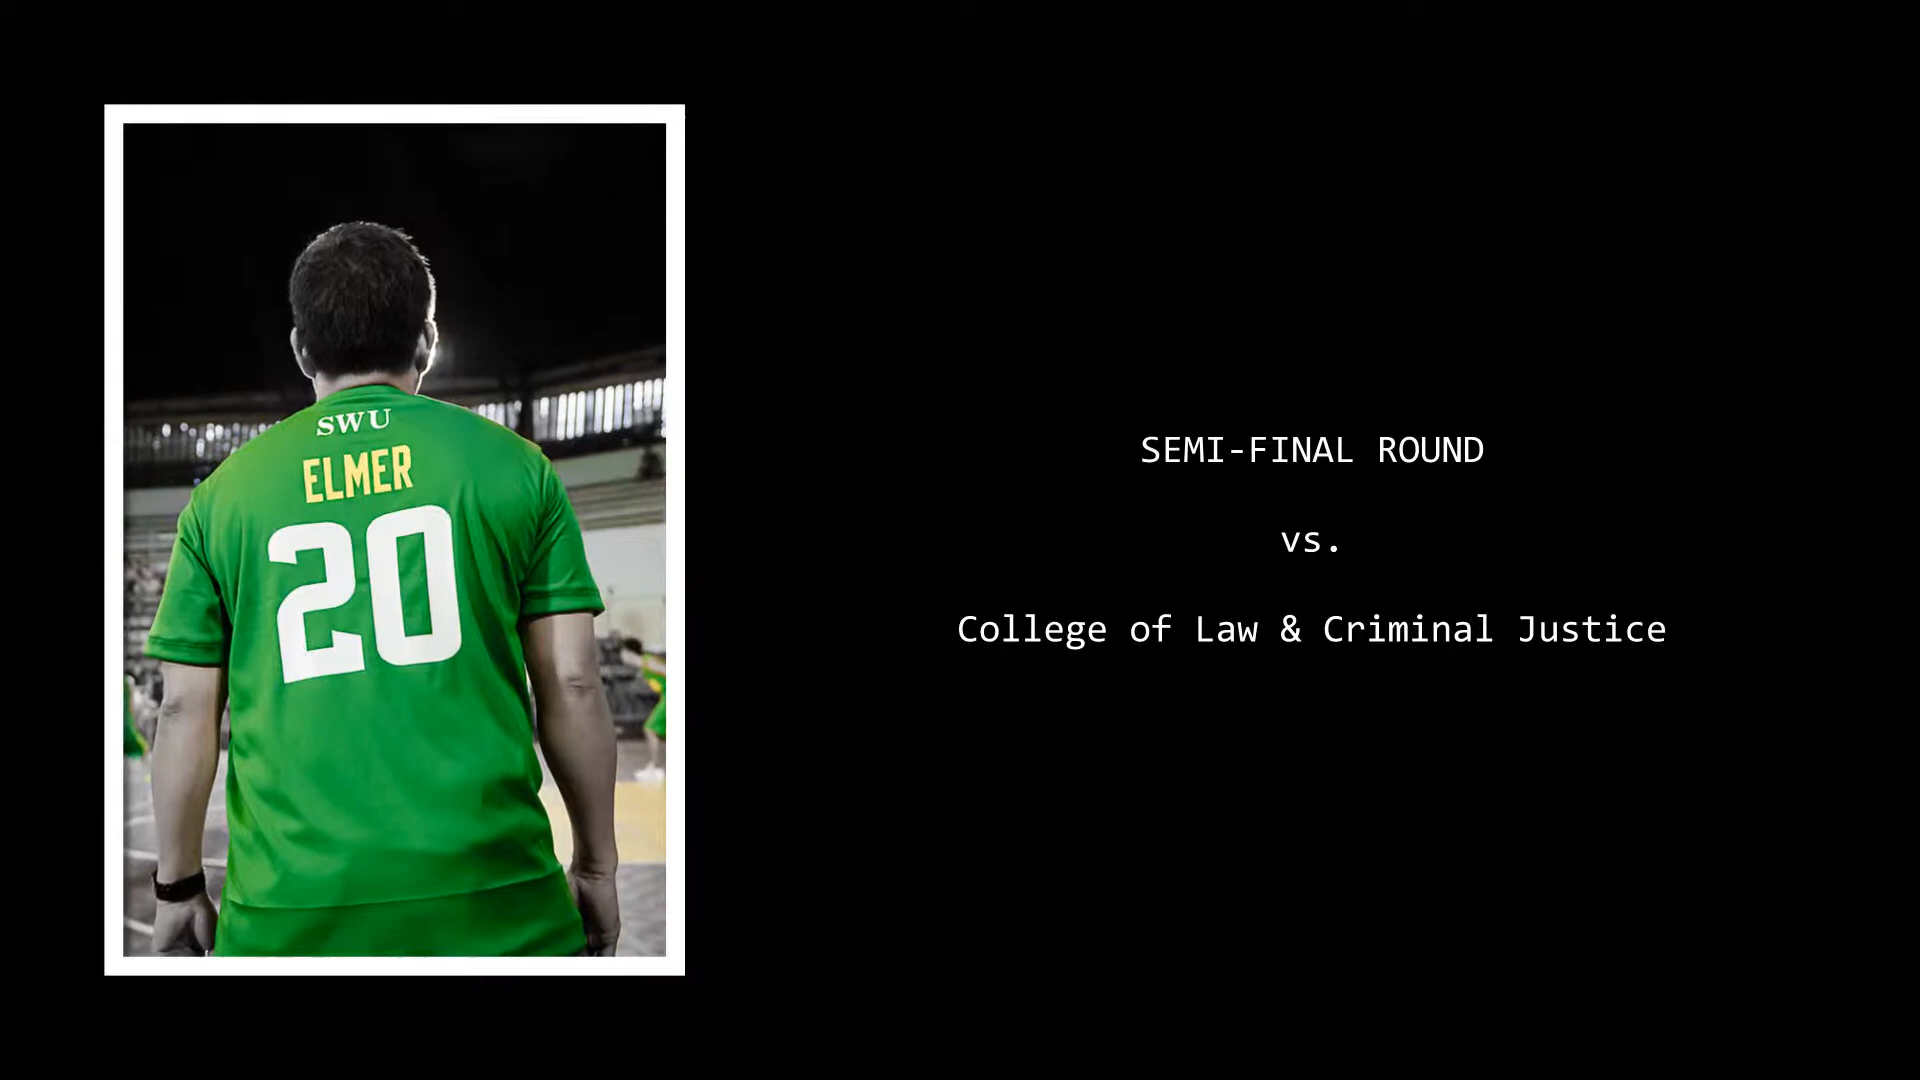 SWU
ELMER
20
SEMI-FINAL ROUND
vs.
College of Law & Criminal Justice